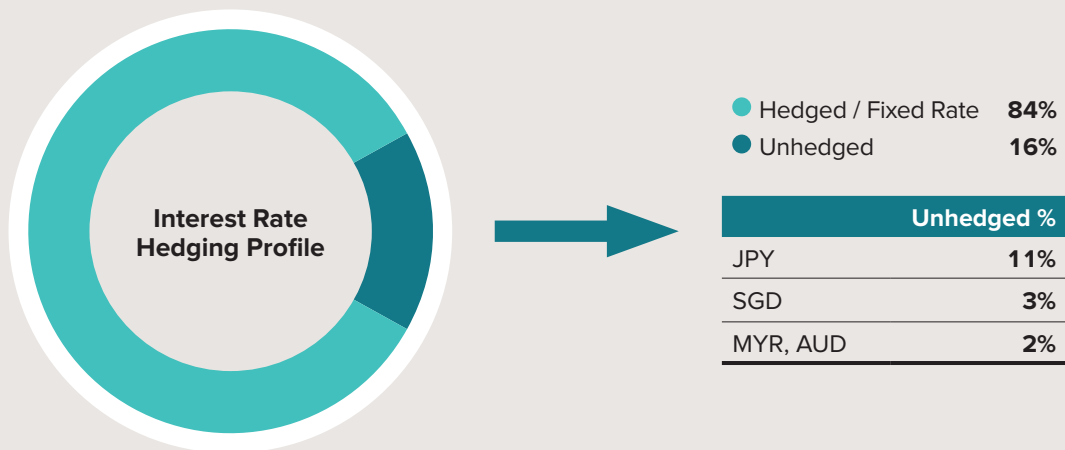 Interest Rate
Hedging Profile
Hedged / Fixed Rate 84%
Unhedged 16%
Unhedged %
JPY 11%
SGD 3%
MYR, AUD 2%